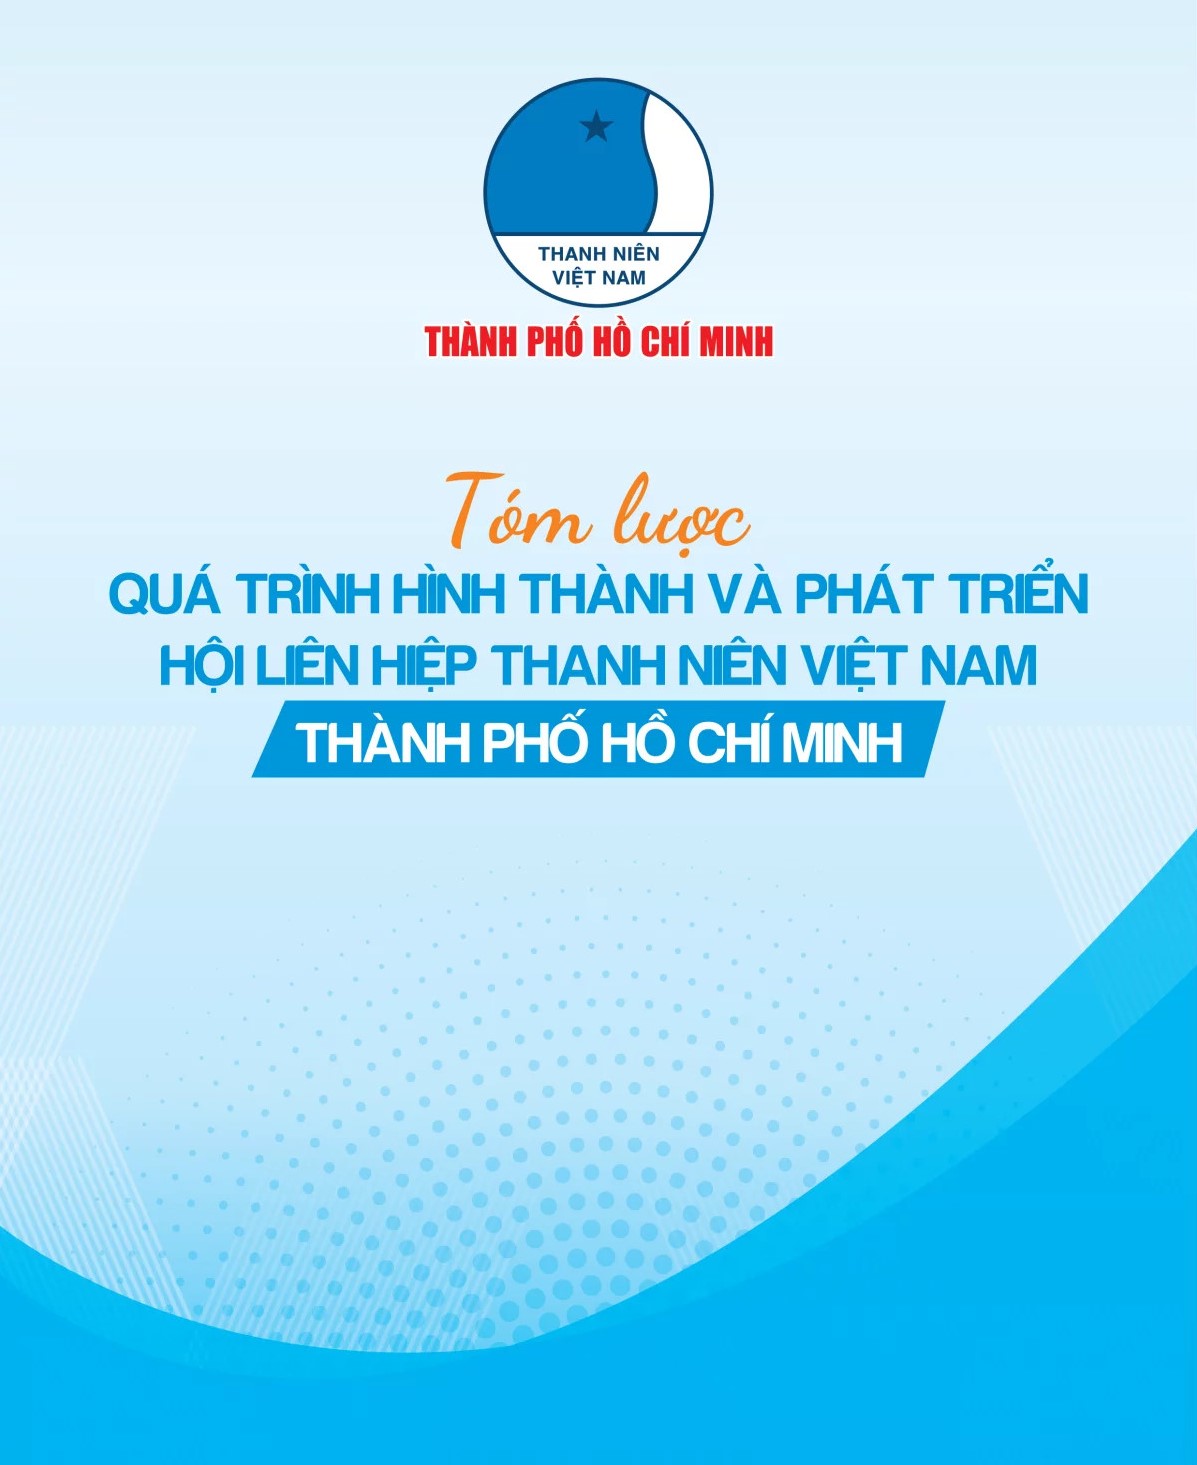 THANH NIÊN
VIỆT NAM
THÀNH PHỐ HỒ CHÍ MINH
Tóm lược
QUÁ TRÌNH HÌNH THÀNH VÀ PHÁT TRIỂN
HỘI LIÊN HIỆP THANH NIÊN VIỆT NAM
THÀNH PHỐ HỒ CHÍ MINH